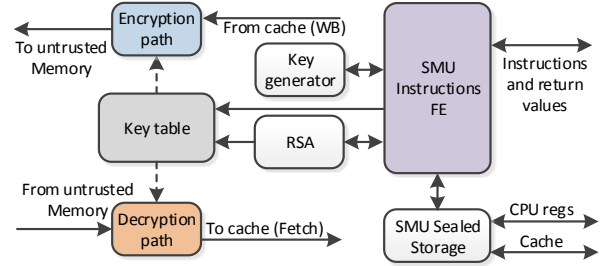 Encryption
path
To untrusted
Memory
From cache (WB)
Key
generator
SMU
Instructions
FE
Instructions
and return
values
Key table
RSA
From untrusted
Memory
Decryption
path
To cache (Fetch)
SMU Sealed
Storage
CPU regs
Cache